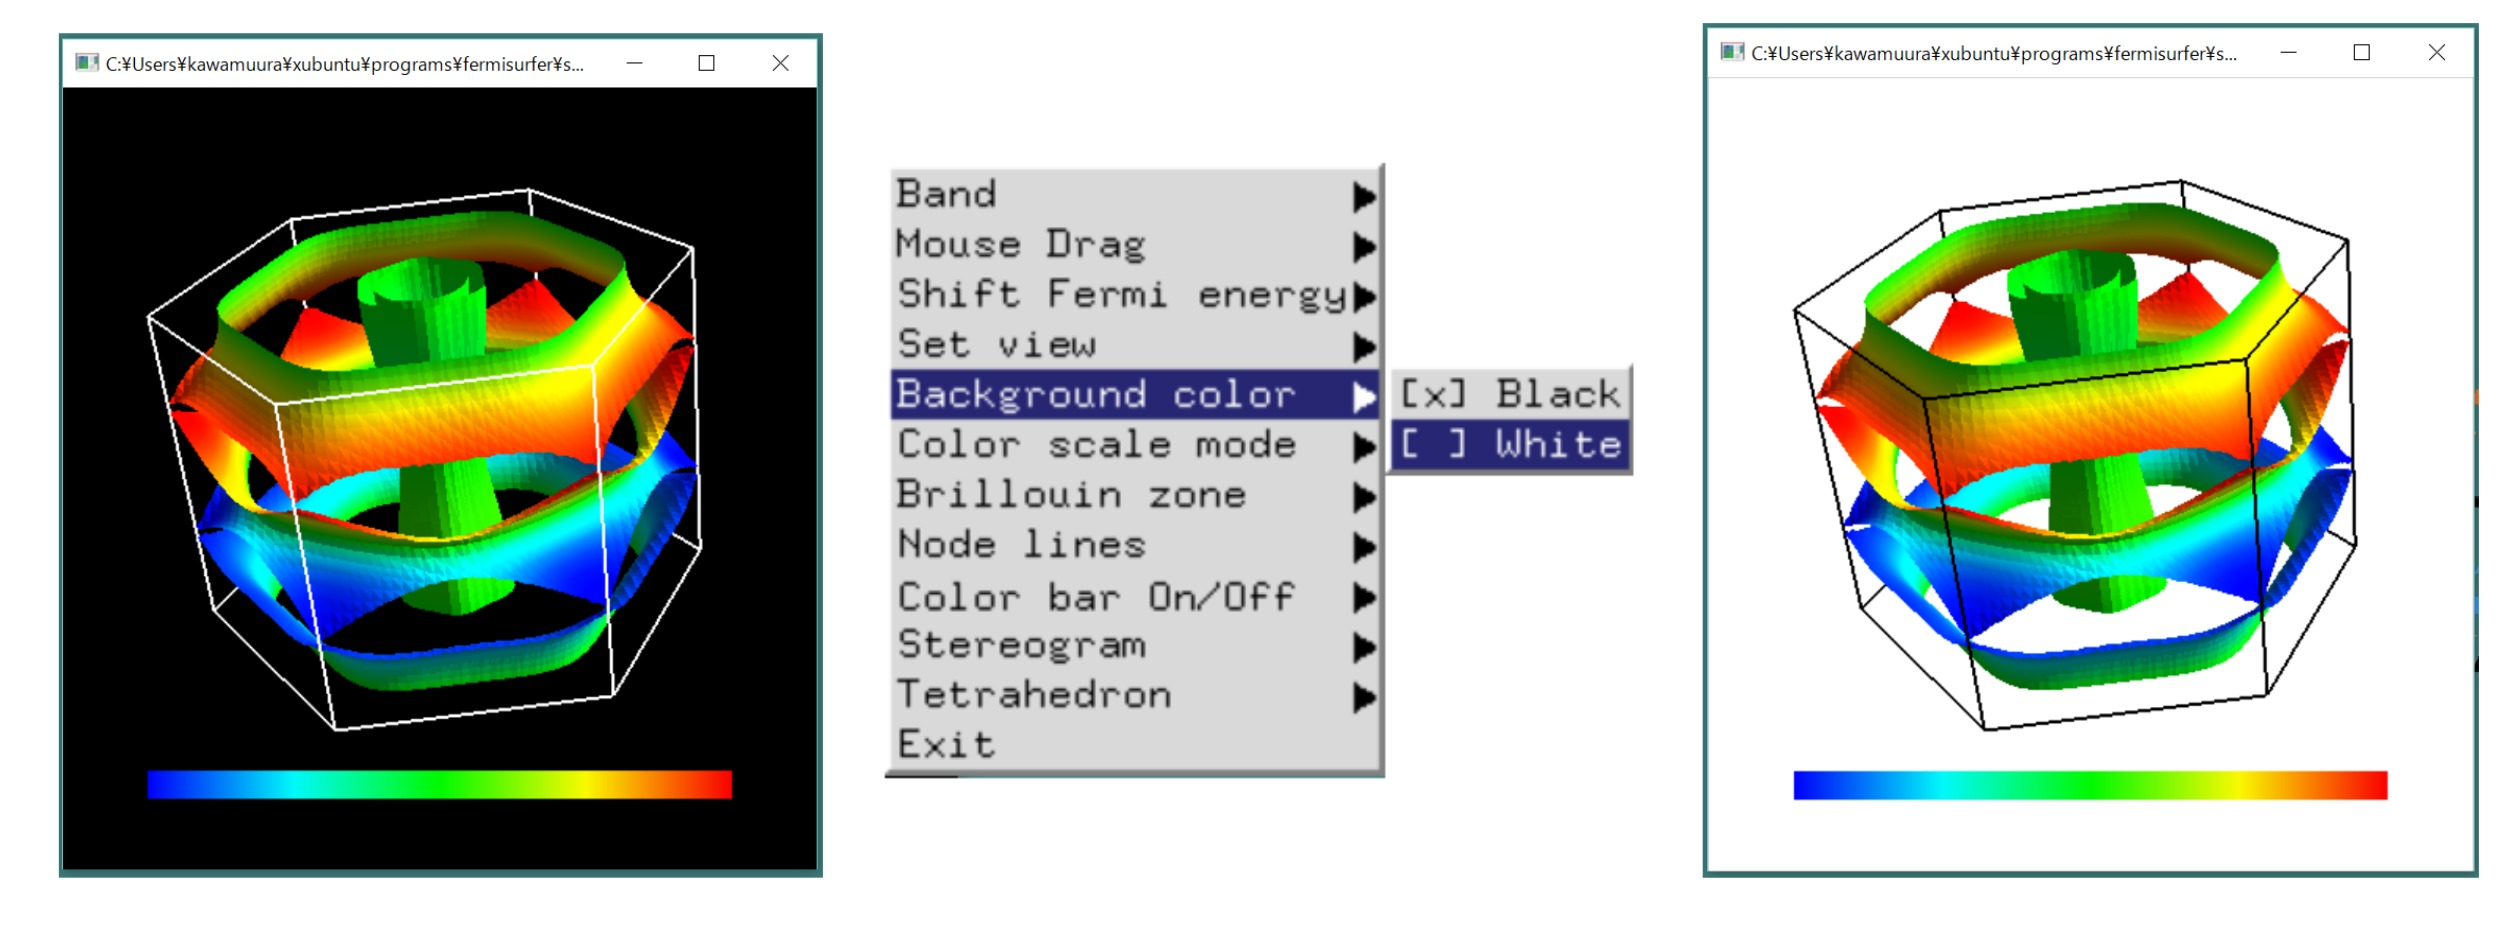 C:¥Users¥kawamuura¥xubuntu¥programs¥fermisurfer¥s...
Band
Mouse Drag
Shift Fermi energy
Set view
Background color
Color scale mode
Brillouin zone
Node lines
Color bar On/Off
Stereogram
Tetrahedron
Exit
[x] Black
[ ] White
C:¥Users¥kawamuura¥xubuntu¥programs¥fermisurfer¥s...